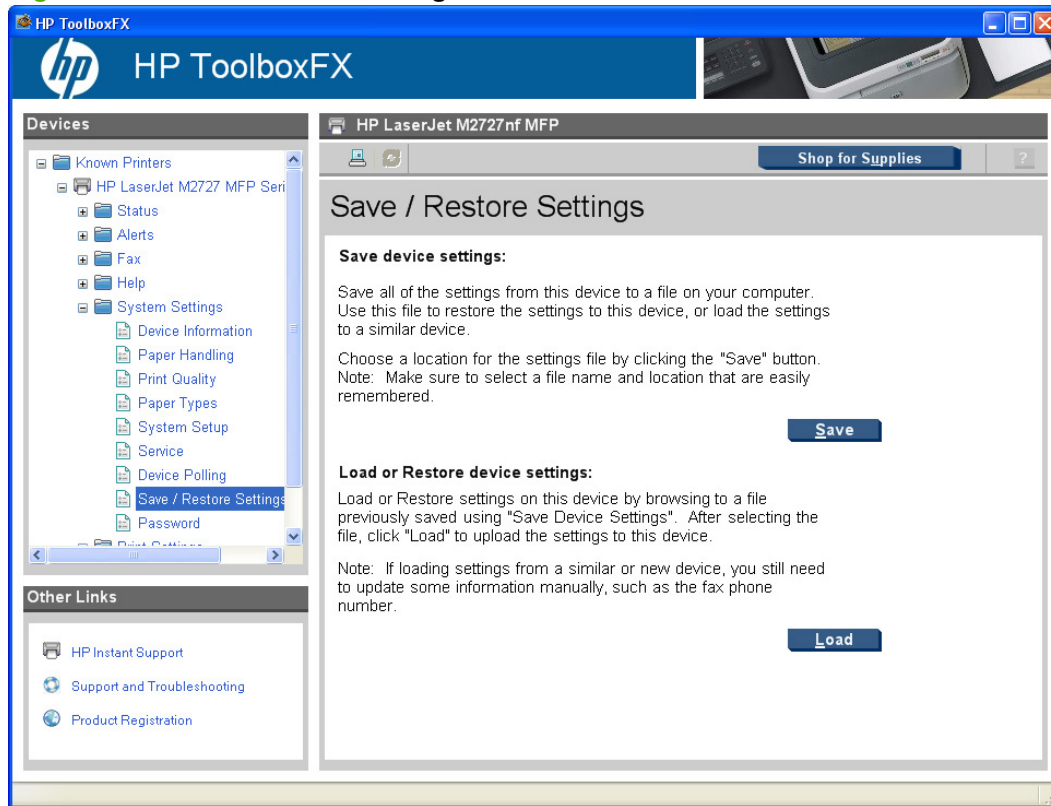 HP ToolboxFX
hp
HP ToolboxFX
Devices
Known Printers
HP LaserJet M2727 MFP Seri
Status
Alerts
Fax
Help
System Settings
Device Information
Paper Handling
Print Quality
Paper Types
System Setup
Service
Device Polling
Save / Restore Settings
Password
Other Links
HP Instant Support
Support and Troubleshooting
Product Registration
HP LaserJet M2727nf MFP
Shop for Supplies
?
Save / Restore Settings
Save device settings:
Save all of the settings from this device to a file on your computer.
Use this file to restore the settings to this device, or load the settings
to a similar device.
Choose a location for the settings file by clicking the "Save" button.
Note: Make sure to select a file name and location that are easily
remembered.
Save
Load or Restore device settings:
Load or Restore settings on this device by browsing to a file
previously saved using "Save Device Settings". After selecting the
file, click "Load" to upload the settings to this device.
Note: If loading settings from a similar or new device, you still need
to update some information manually, such as the fax phone
number.
Load